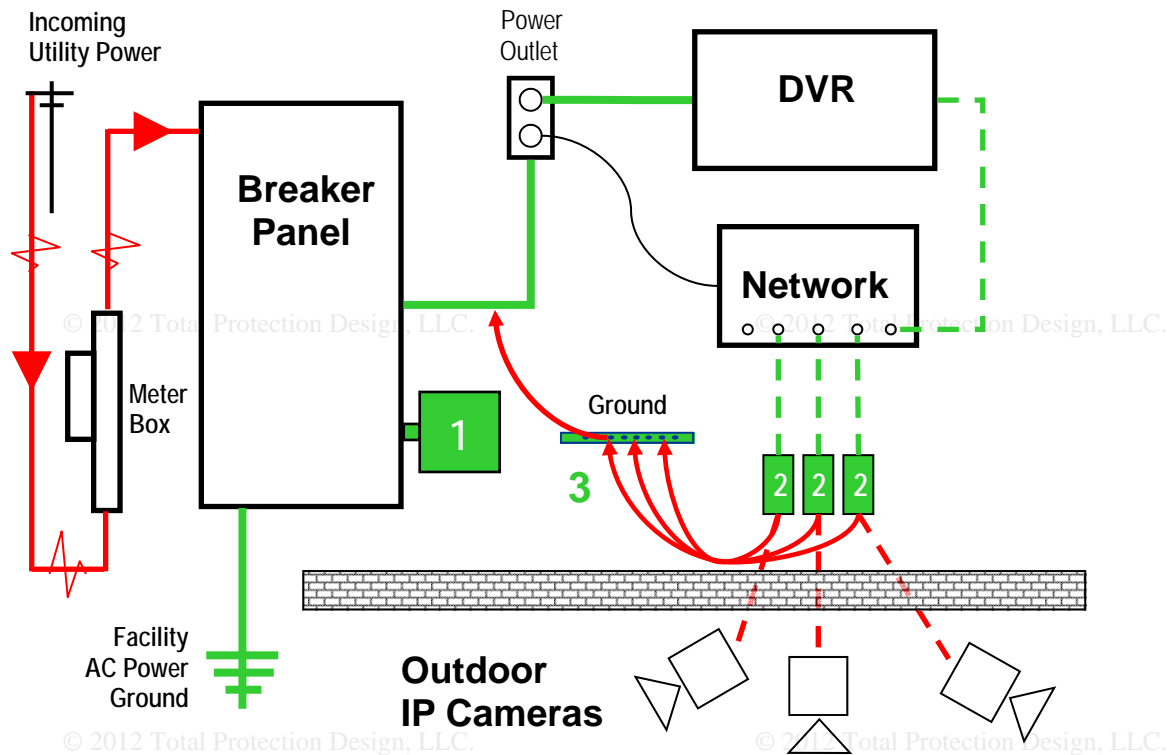 Incoming
Utility Power
Power
Outlet
DVR
Breaker
Panel
Network
© 2012 Total Protection Design, LLC.
© 2012 Total Protection Design, LLC.
Meter
Box
1
Ground
3
2
2
2
Facility
AC Power
Ground
Outdoor
IP Cameras
© 2012 Total Protection Design, LLC.
© 2012 Total Protection Design, LLC.